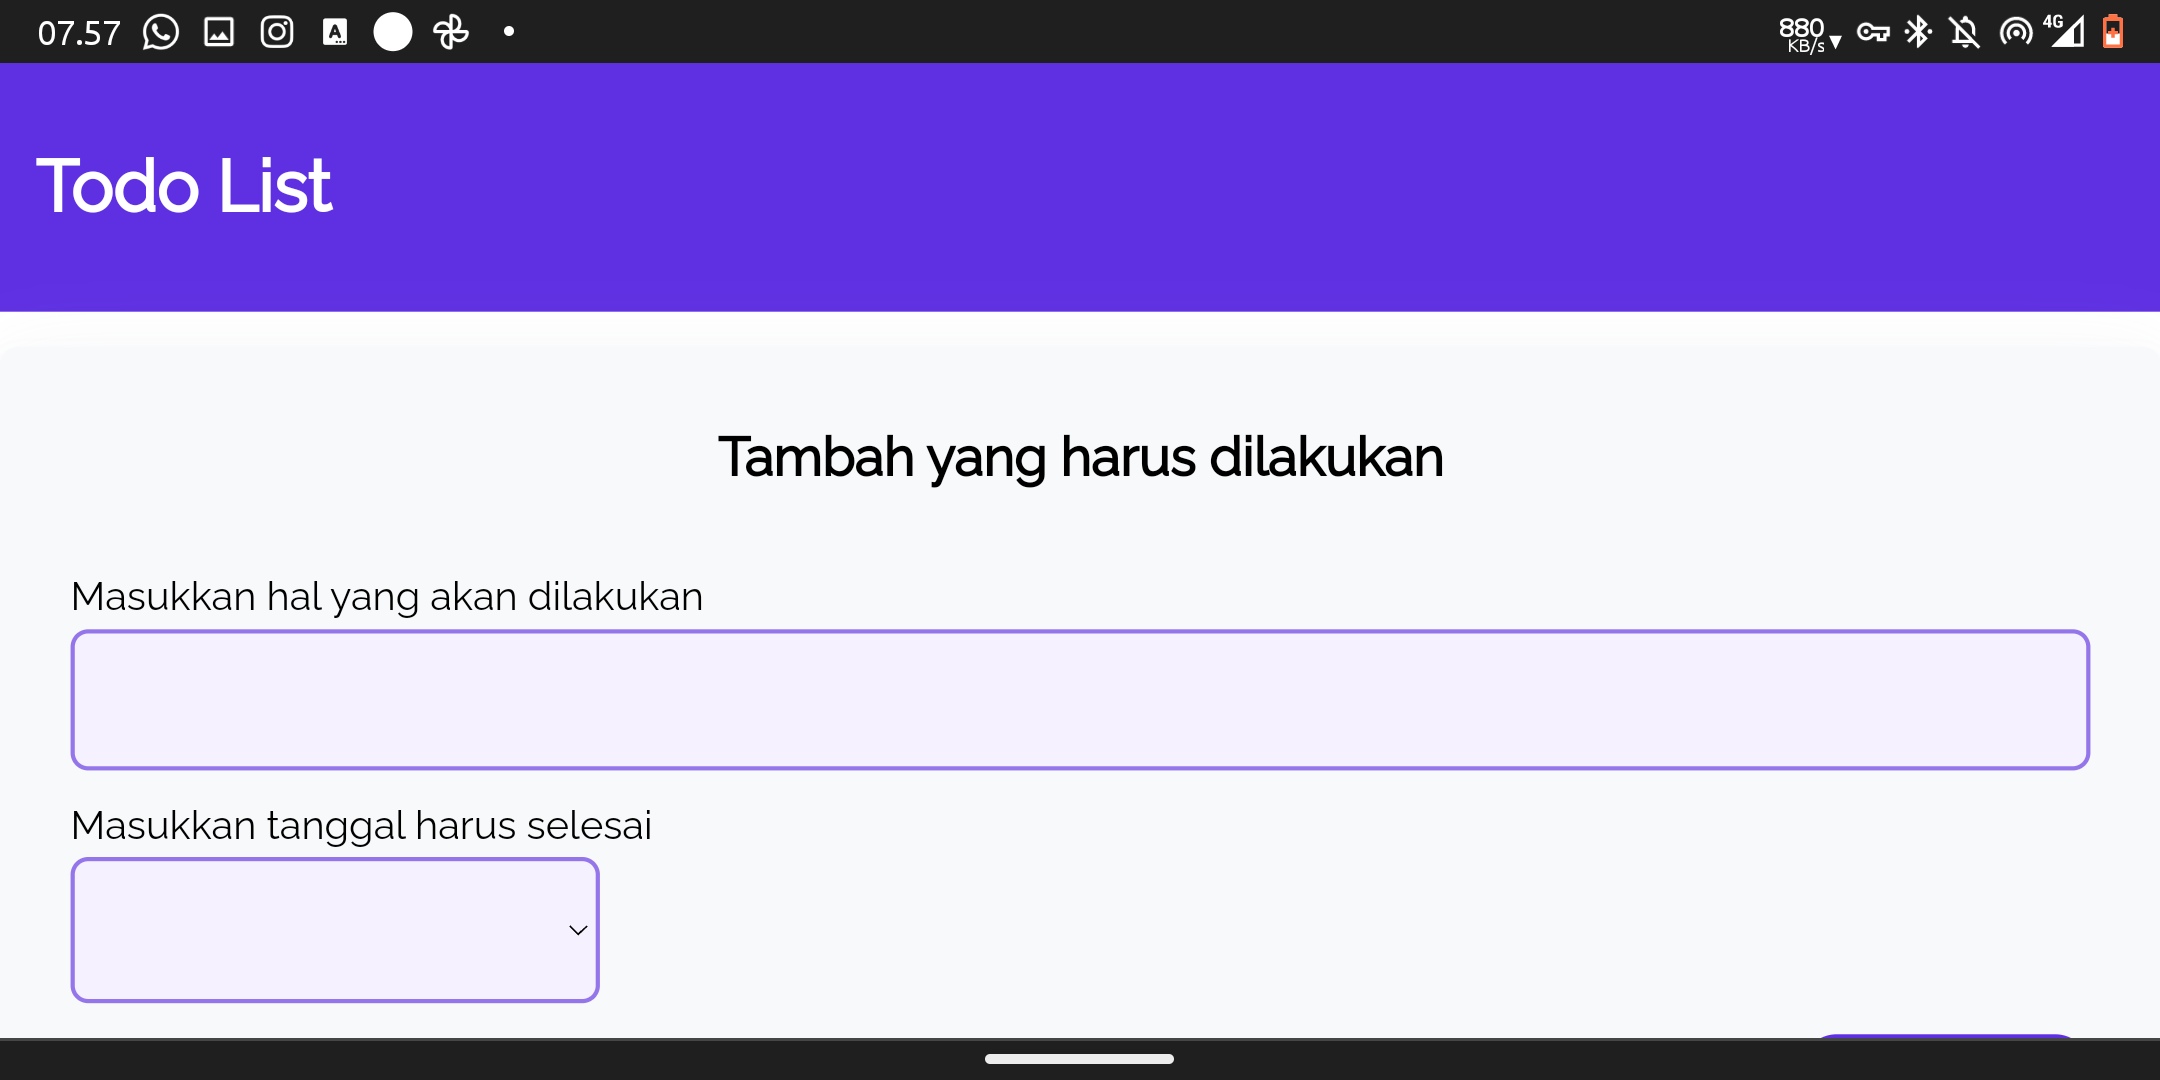 07.57
880
KB/s
4G
Todo List
Tambah yang harus dilakukan
Masukkan hal yang akan dilakukan
Masukkan tanggal harus selesai